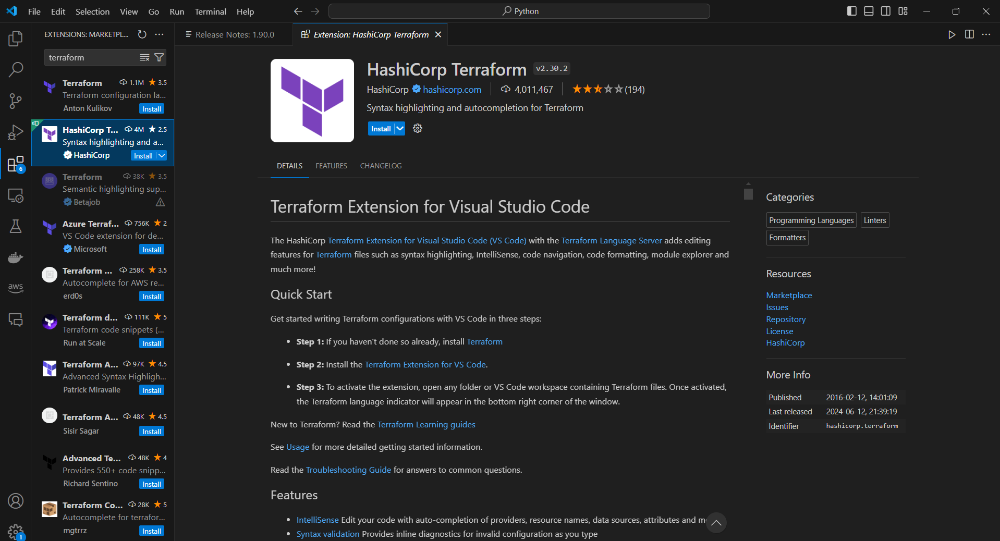 File Edit Selection View Go Run Terminal Help
Python
EXTENSIONS: MARKETPL...
Release Notes: 1.90.0
Extension: HashiCorp Terraform
terraform
Terraform 1.1M 3.5
Terraform configuration la...
Anton Kulikov Install
HashiCorp T... 4M 2.5
Syntax highlighting and a...
HashiCorp Install
Terraform 38K 3.5
Semantic highlighting sup...
Betajob
Azure Terraf... 756K 2
VS Code extension for de...
Microsoft Install
Terraform ... 258K 3.5
Autocomplete for AWS re...
erd0s Install
Terraform d... 111K 5
Terraform code snippets (...
Run at Scale Install
Terraform A... 97K 4.5
Advanced Syntax Highligh...
Patrick Miravalle Install
Terraform A... 48K 4.5
Sisir Sagar Install
Advanced Te... 48K 4
Provides 550+ code snipp...
Richard Sentino Install
Terraform Co... 28K 5
Autocomplete for terrafor...
mgtrrz Install
6
aws
1
HashiCorp Terraform v2.30.2
HashiCorp hashicorp.com 4,011,467 (194)
Syntax highlighting and autocompletion for Terraform
Install
DETAILS FEATURES CHANGELOG
Terraform Extension for Visual Studio Code
The HashiCorp Terraform Extension for Visual Studio Code (VS Code) with the Terraform Language Server adds editing
features for Terraform files such as syntax highlighting, IntelliSense, code navigation, code formatting, module explorer and
much more!
Quick Start
Get started writing Terraform configurations with VS Code in three steps:
• Step 1: If you haven't done so already, install Terraform
• Step 2: Install the Terraform Extension for VS Code.
• Step 3: To activate the extension, open any folder or VS Code workspace containing Terraform files. Once activated,
the Terraform language indicator will appear in the bottom right corner of the window.
New to Terraform? Read the Terraform Learning guides
See Usage for more detailed getting started information.
Read the Troubleshooting Guide for answers to common questions.
Features
• IntelliSense Edit your code with auto-completion of providers, resource names, data sources, attributes and
• Syntax validation Provides inline diagnostics for invalid configuration as you type
Categories
Programming Languages Linters
Formatters
Resources
Marketplace
Issues
Repository
License
HashiCorp
More Info
Published 2016-02-12, 14:01:09
Last released 2024-06-12, 21:39:19
Identifier hashicorp.terraform